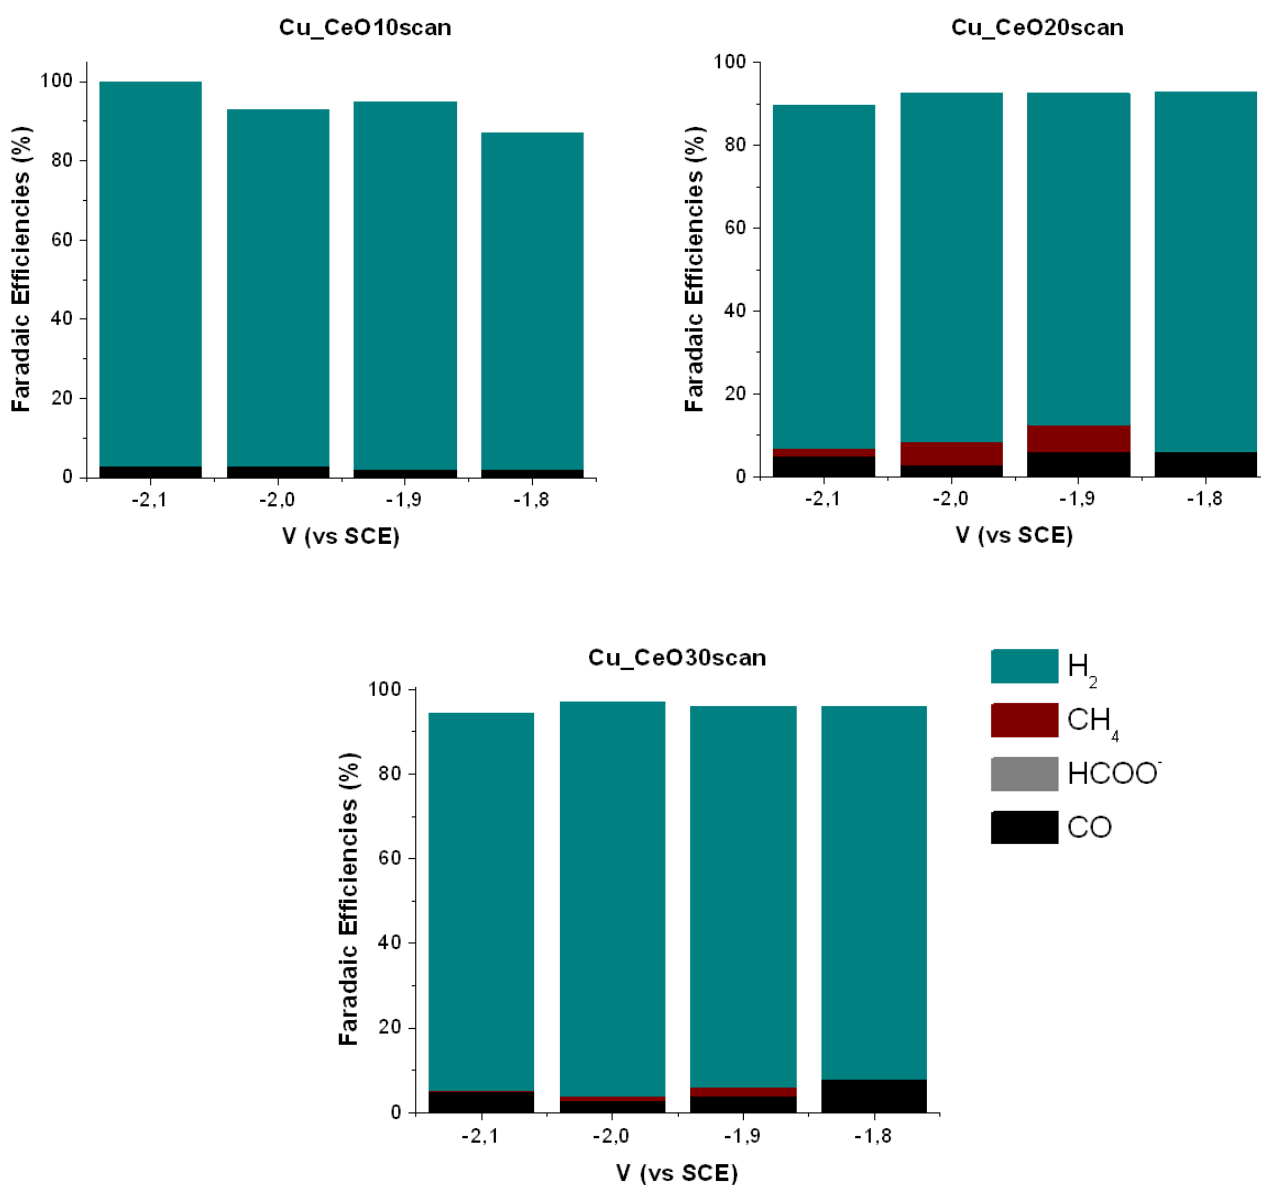 Cu_CeO10scan
Faradaic Efficiencies (%)
100
80
60
40
20
0
-2,1 -2,0 -1,9 -1,8
V (vs SCE)
Cu_CeO20scan
Faradaic Efficiencies (%)
100
80
60
40
20
0
-2,1 -2,0 -1,9 -1,8
V (vs SCE)
Cu_CeO30scan
Faradaic Efficiencies (%)
100
80
60
40
20
0
-2,1 -2,0 -1,9 -1,8
V (vs SCE)
H₂
CH₄
HCOO⁻
CO